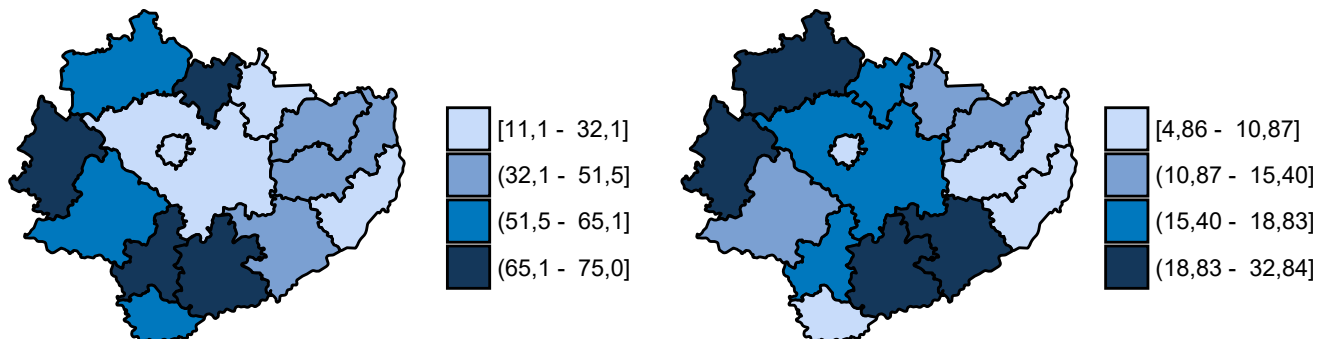 [11,1 - 32,1]
(32,1 - 51,5]
(51,5 - 65,1]
(65,1 - 75,0]
[4,86 - 10,87]
(10,87 - 15,40]
(15,40 - 18,83]
(18,83 - 32,84]